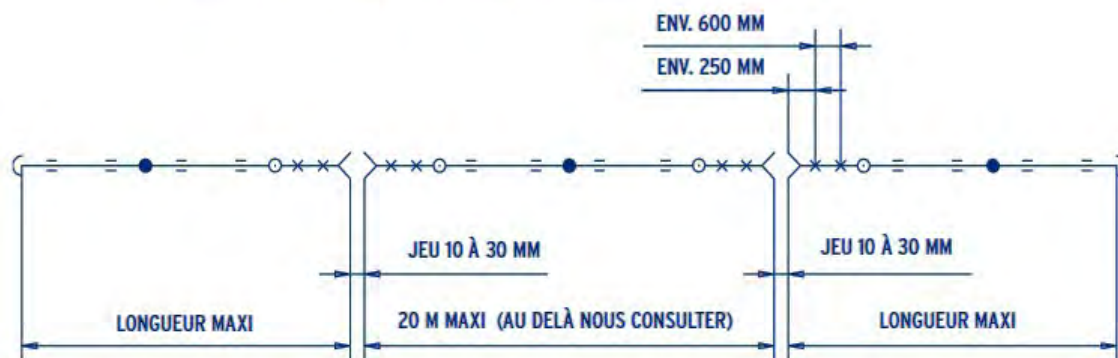 ENV. 600 MM
ENV. 250 MM
JEU 10 À 30 MM
JEU 10 À 30 MM
LONGUEUR MAXI
20 M MAXI (AU DELÀ NOUS CONSULTER)
LONGUEUR MAXI